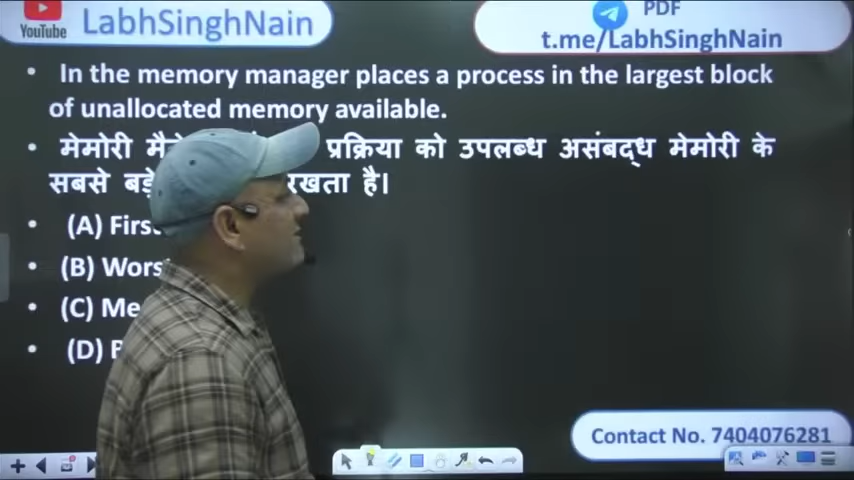 YouTube
LabhSinghNain
PDF
t.me/LabhSinghNain
• In the memory manager places a process in the largest block
of unallocated memory available.
• मेमोरी प्रक्रिया को उपलब्ध असंबद्ध मेमोरी के
सबसे रखता है।
• (A)
• (B)
• (C)
• (D)
Contact No. 7404076281